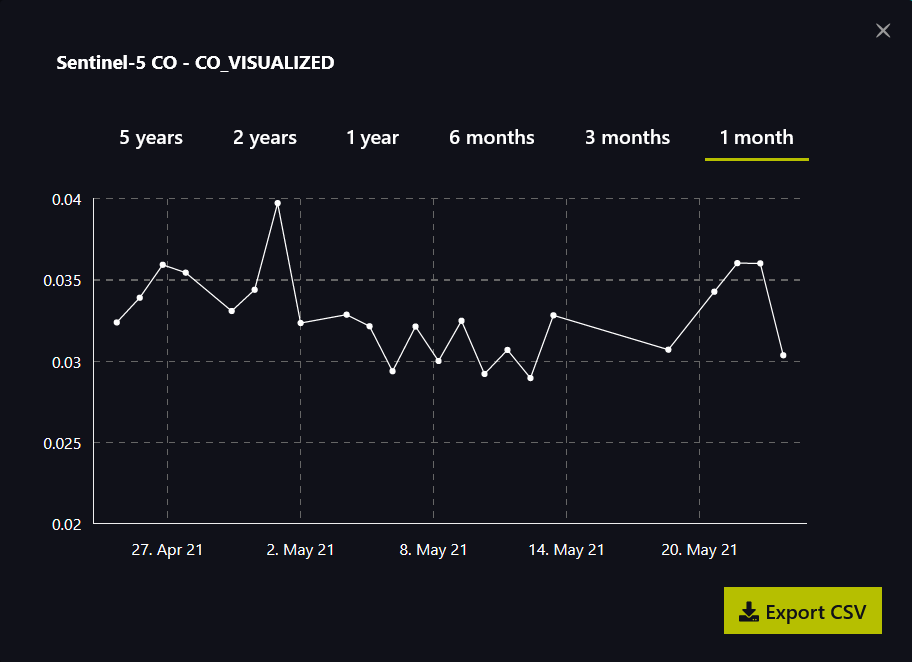 Sentinel-5 CO - CO_VISUALIZED
5 years 2 years 1 year 6 months 3 months 1 month
0.04
0.035
0.03
0.025
0.02
27. Apr 21 2. May 21 8. May 21 14. May 21 20. May 21
Export CSV